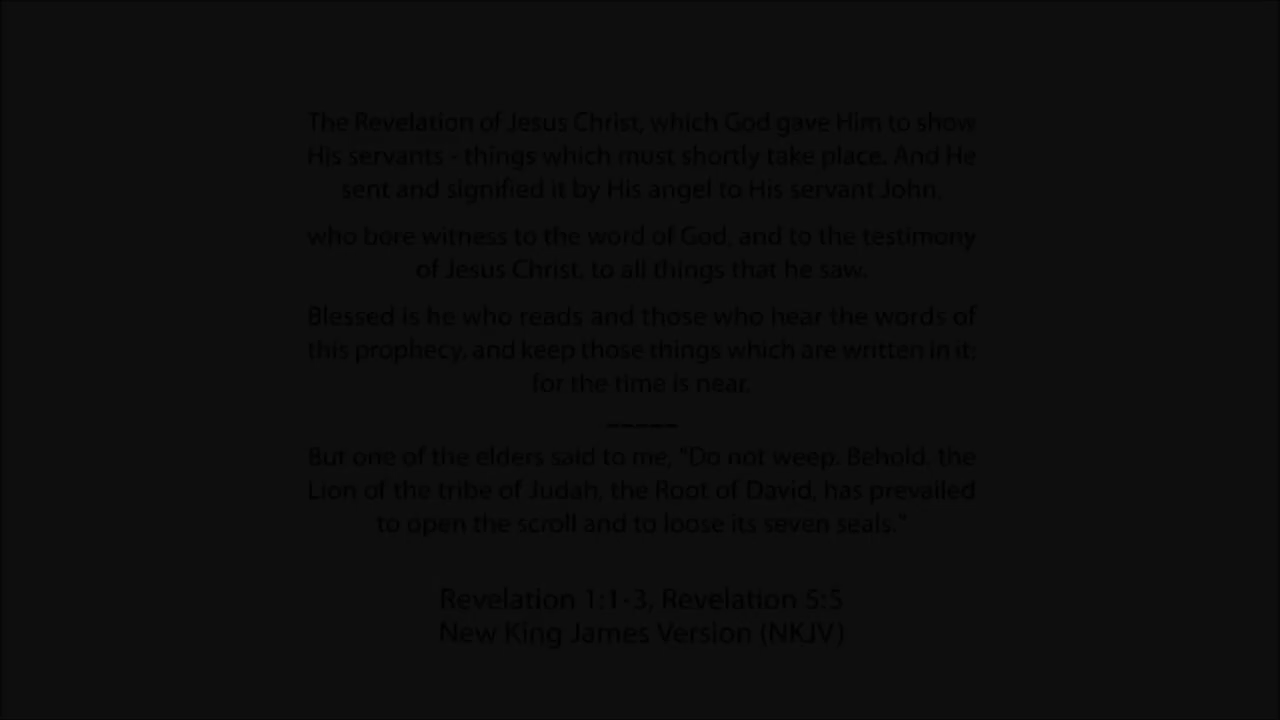 The Revelation of Jesus Christ, which God gave Him to show
His servants - things which must shortly take place. And He
sent and signified it by His angel to His servant John,
who bore witness to the word of God, and to the testimony
of Jesus Christ, to all things that he saw.
Blessed is he who reads and those who hear the words of
this prophecy, and keep those things which are written in it;
for the time is near.
-----
But one of the elders said to me, "Do not weep. Behold, the
Lion of the tribe of Judah, the Root of David, has prevailed
to open the scroll and to loose its seven seals."
Revelation 1:1-3, Revelation 5:5
New King James Version (NKJV)